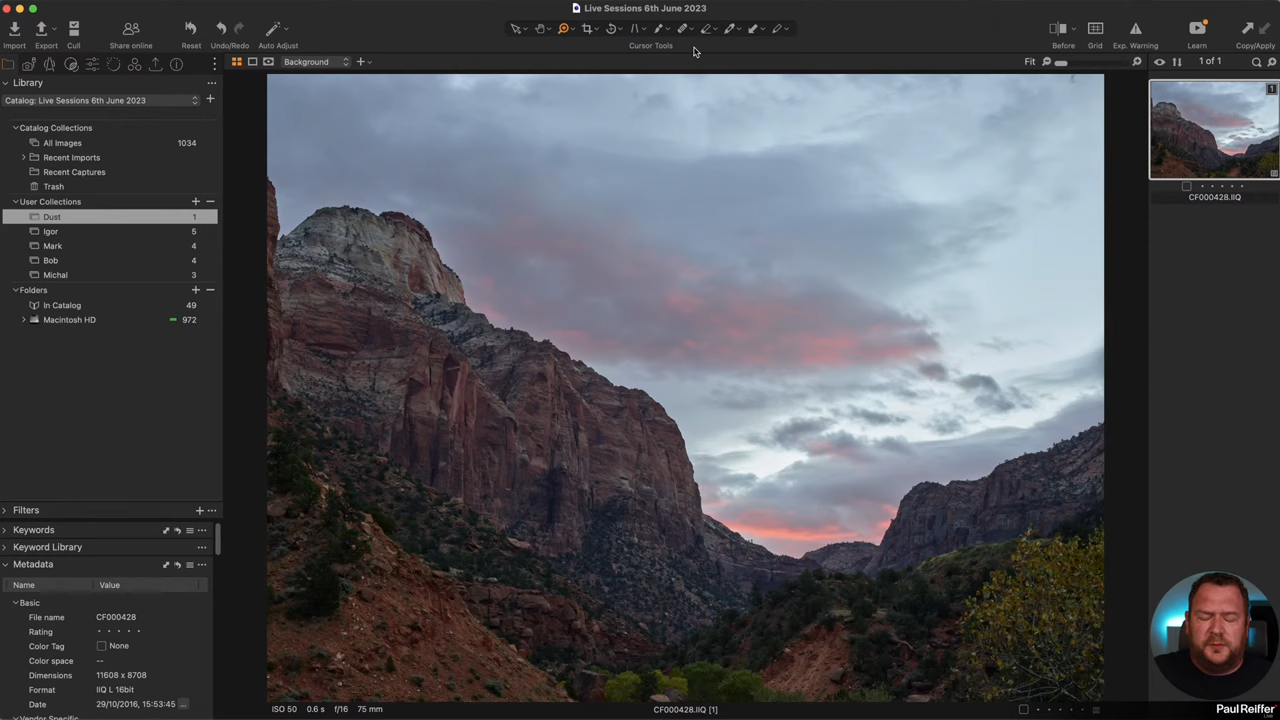 Live Sessions 6th June 2023
Import
Export
Cull
Share online
Reset
Undo/Redo
Auto Adjust
Cursor Tools
Before
Grid
Exp. Warning
Learn
Copy/Apply
Background
Fit
1 of 1
Library
Catalog: Live Sessions 6th June 2023
Catalog Collections
All Images 1034
Recent Imports
Recent Captures
Trash
User Collections
Dust 1
Igor 5
Mark 4
Bob 4
Michal 3
Folders
In Catalog 49
Macintosh HD 972
1
CF000428.IIQ
Filters
Keywords
Keyword Library
Metadata
Name Value
Basic
File name CF000428
Rating
Color Tag None
Color space --
Dimensions 11608 x 8708
Format IIQ L 16bit
Date 29/10/2016, 15:53:45 ...
Vendor Specific
ISO 50 0.6 s f/16 75 mm
CF000428.IIQ [1]
Paul Reiffer
Live